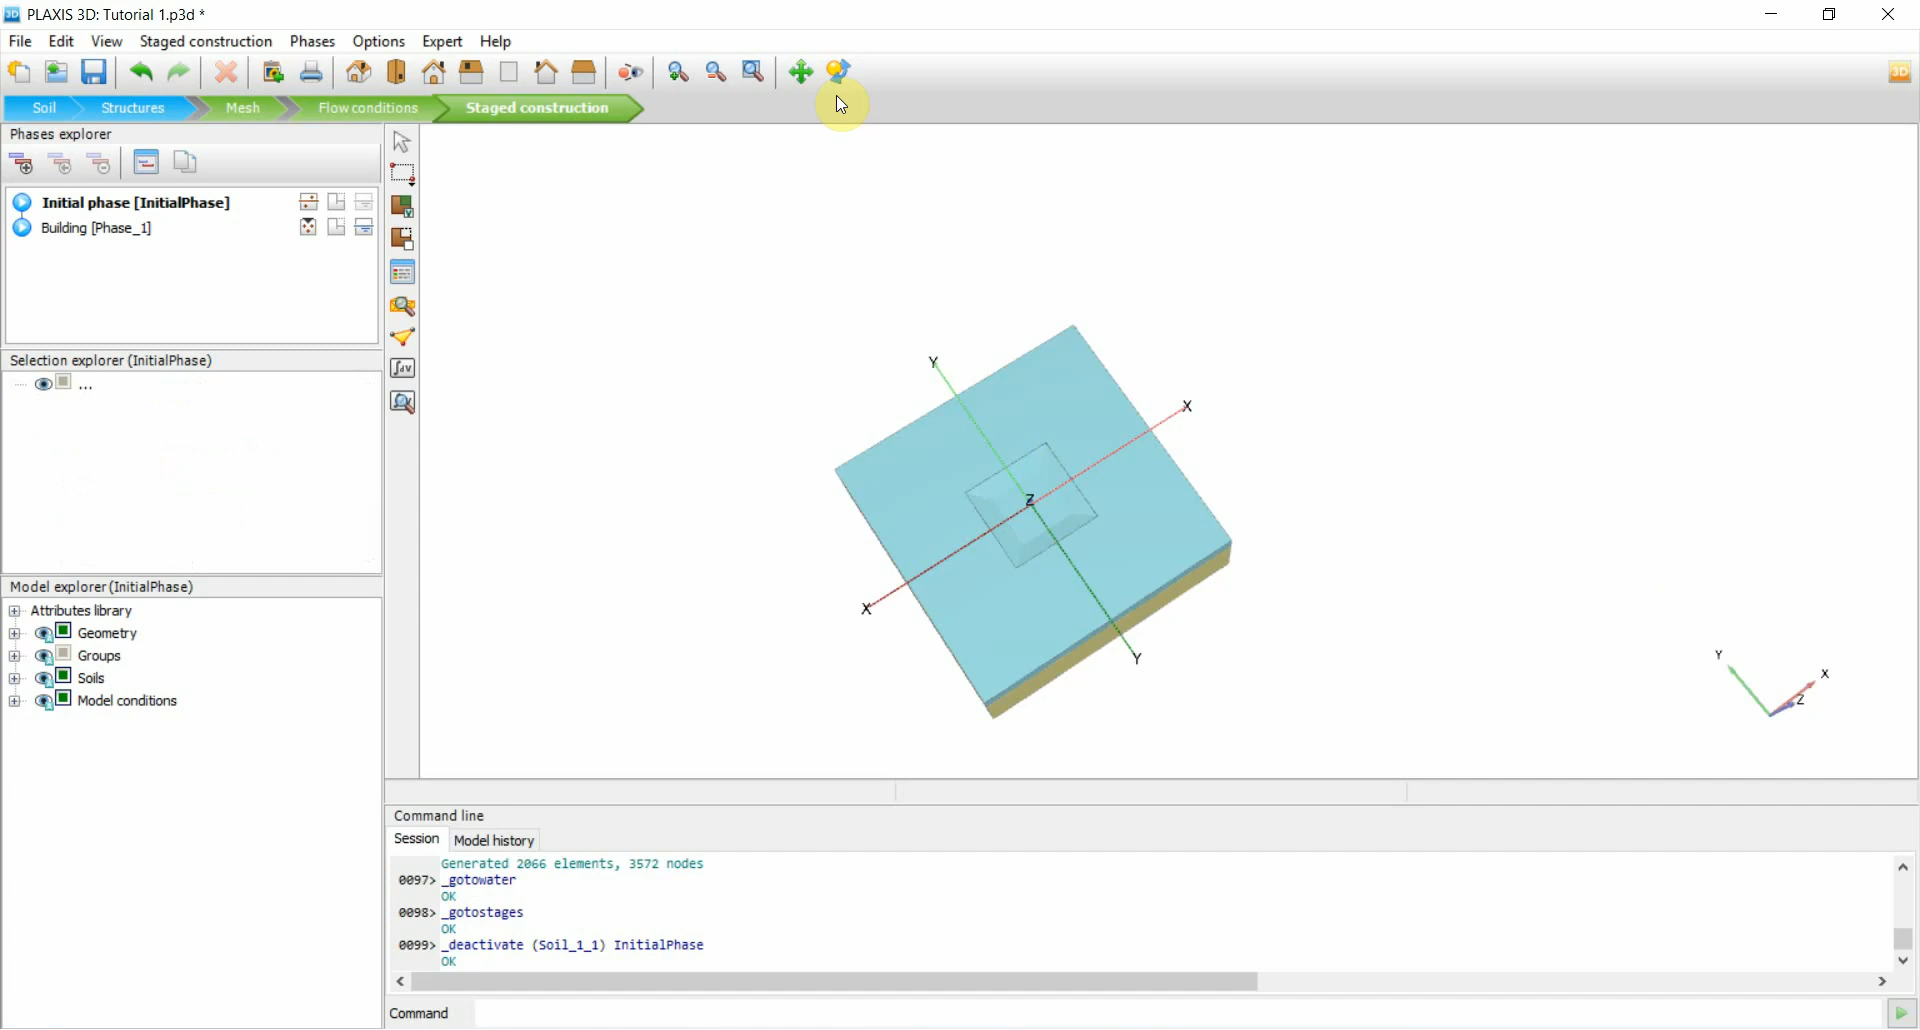 PLAXIS 3D: Tutorial 1.p3d *
File Edit View Staged construction Phases Options Expert Help
3D
Soil Structures Mesh Flow conditions Staged construction
Phases explorer
Initial phase [InitialPhase]
Building [Phase_1]
Selection explorer (InitialPhase)
...
Model explorer (InitialPhase)
Attributes library
Geometry
Groups
Soils
Model conditions
Y
X
Z
X
Y
Y
X
Z
Command line
Session Model history
Generated 2066 elements, 3572 nodes
0097> _gotowater
OK
0098> _gotostages
OK
0099> _deactivate (Soil_1_1) InitialPhase
OK
Command